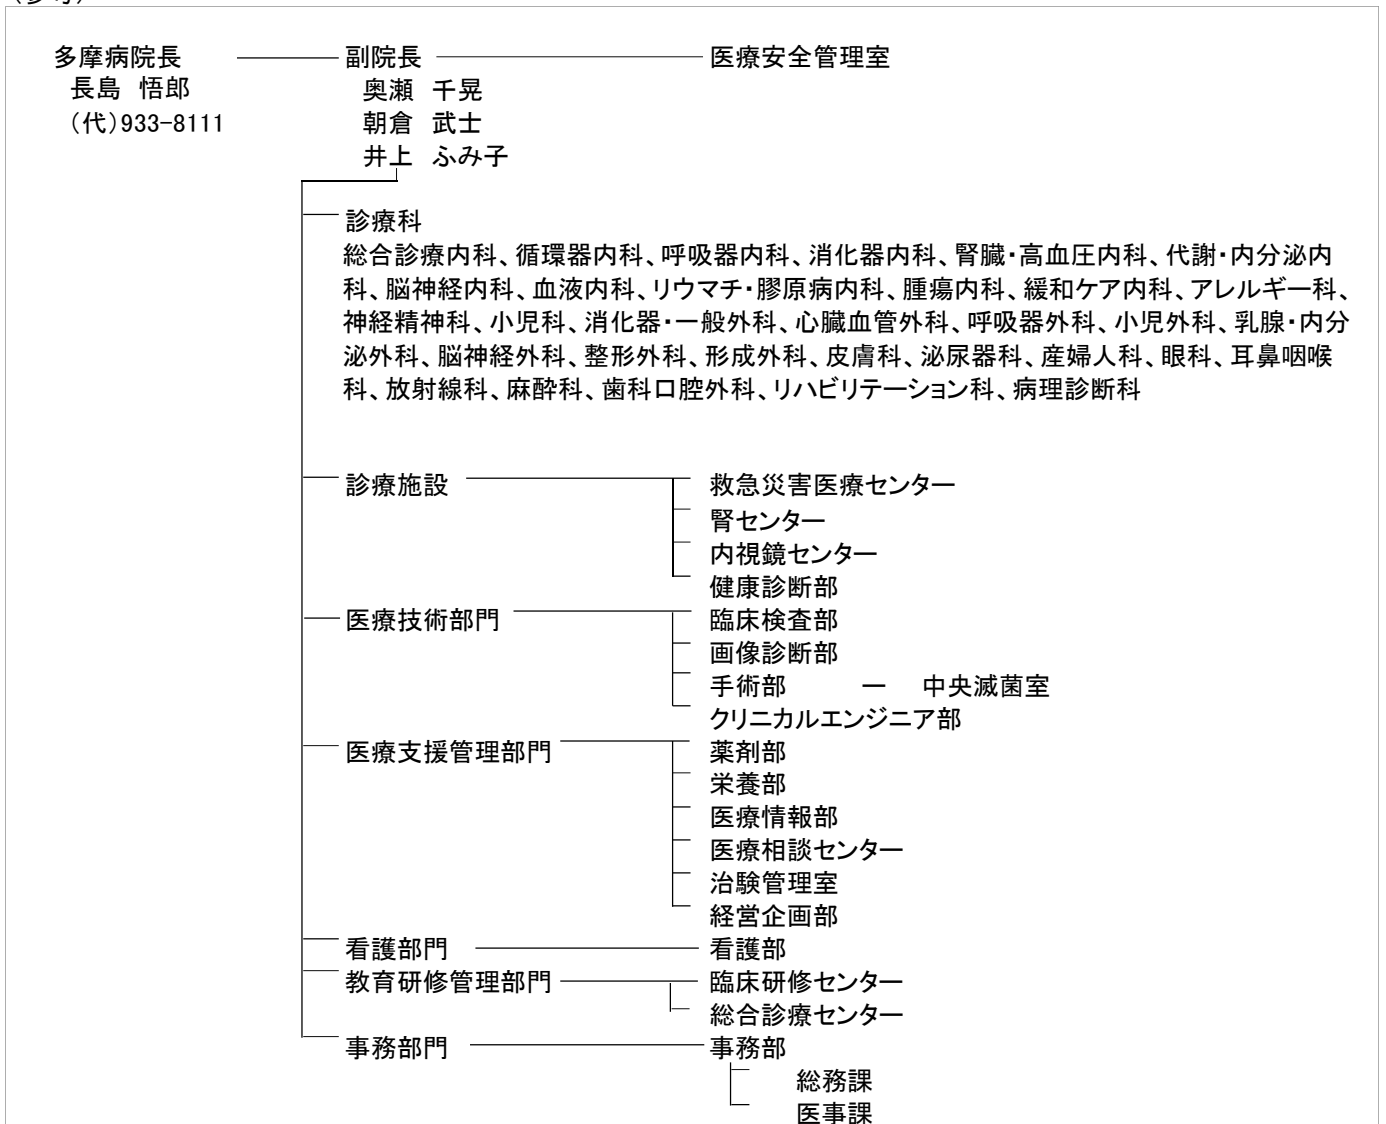 多摩病院長 副院長 医療安全管理室
長島 悟郎 奥瀬 千晃
(代)933-8111 朝倉 武士
井上 ふみ子
診療科
総合診療内科、循環器内科、呼吸器内科、消化器内科、腎臓・高血圧内科、代謝・内分泌内
科、脳神経内科、血液内科、リウマチ・膠原病内科、腫瘍内科、緩和ケア内科、アレルギー科、
神経精神科、小児科、消化器・一般外科、心臓血管外科、呼吸器外科、小児外科、乳腺・内分
泌外科、脳神経外科、整形外科、形成外科、皮膚科、泌尿器科、産婦人科、眼科、耳鼻咽喉
科、放射線科、麻酔科、歯科口腔外科、リハビリテーション科、病理診断科
診療施設 救急災害医療センター
腎センター
内視鏡センター
健康診断部
医療技術部門 臨床検査部
画像診断部
手術部 ー 中央滅菌室
クリニカルエンジニア部
医療支援管理部門 薬剤部
栄養部
医療情報部
医療相談センター
治験管理室
経営企画部
看護部門 看護部
教育研修管理部門 臨床研修センター
総合診療センター
事務部門 事務部
総務課
医事課